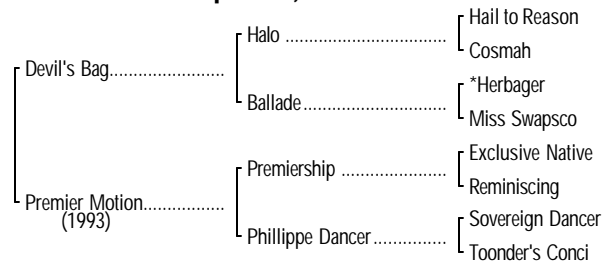 Hail to Reason
Halo ........................................
Cosmah
Devil's Bag............................
*Herbager
Ballade....................................
Miss Swapsco
Exclusive Native
Premiership ..........................
Reminiscing
Premier Motion....................
(1993)
Sovereign Dancer
Phillippe Dancer..................
Toonder's Conci